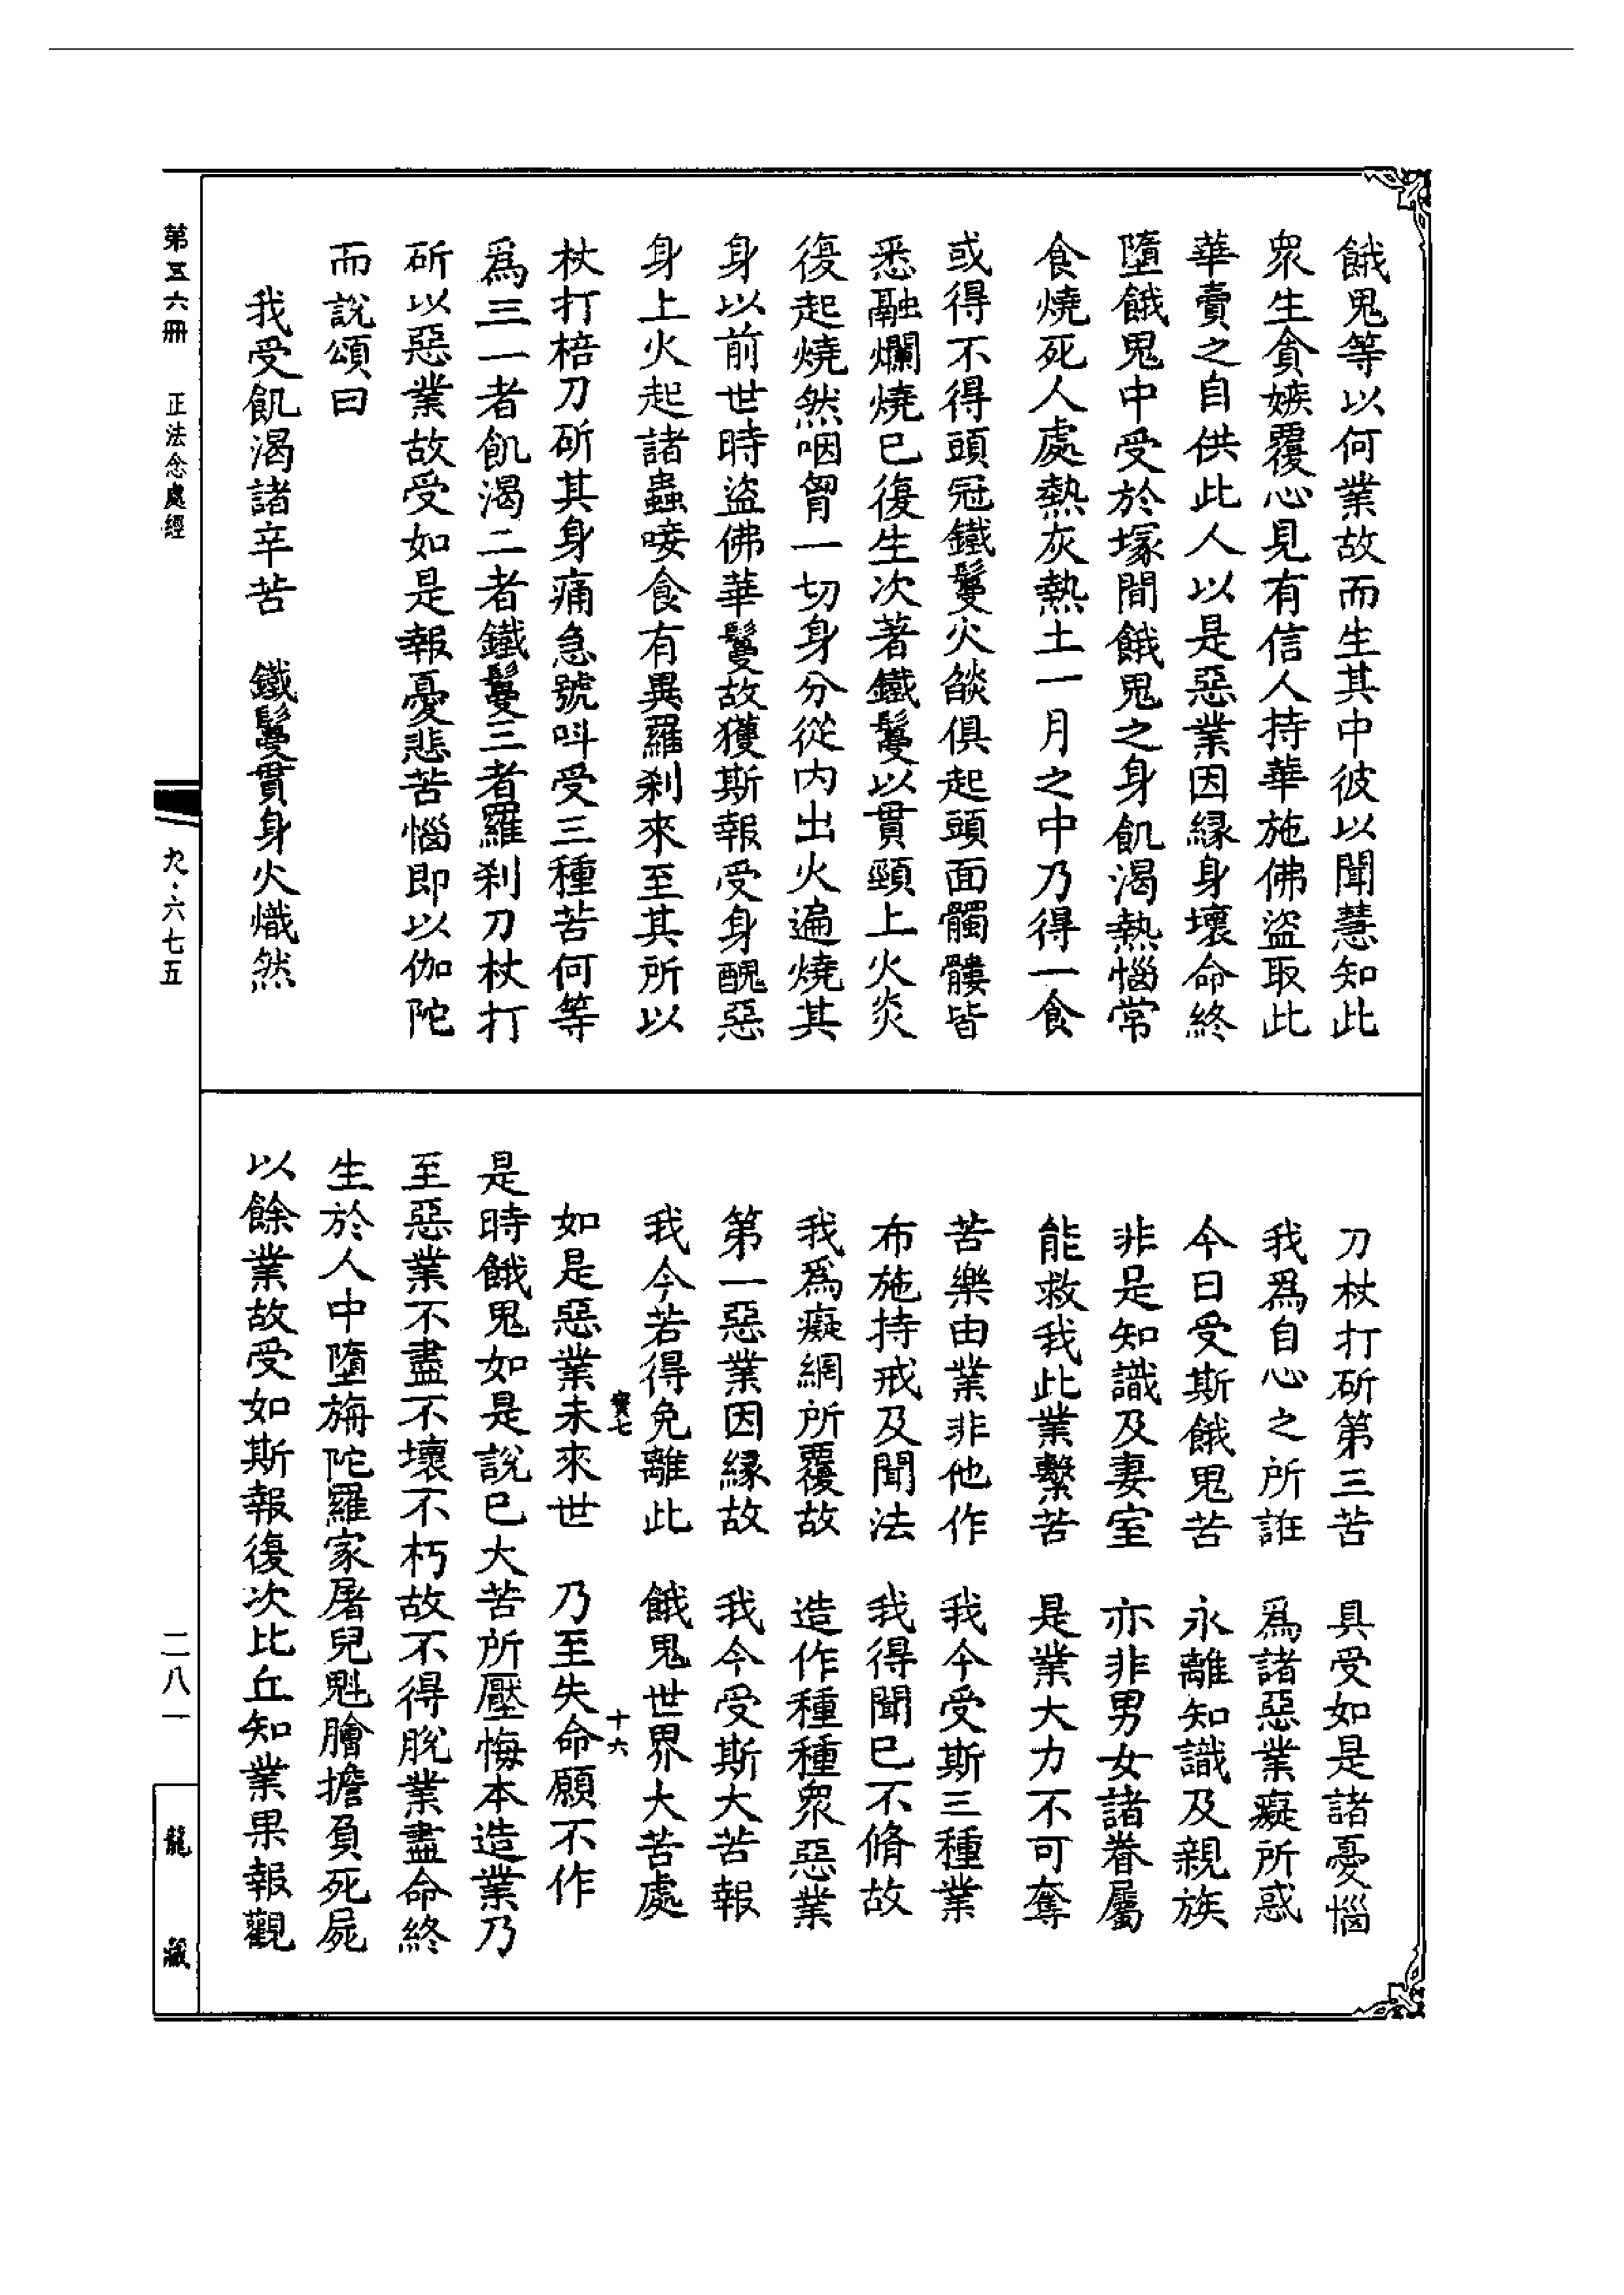 餓鬼等以何業故而生其中彼以聞慧知此
眾生貪嫉覆心見有信人持華施佛盜取此
華賣之自供此人以是惡業因緣身壞命終
墮餓鬼中受於塚間餓鬼之身飢渴熱惱常
食燒死人處熱灰熱土一月之中乃得一食
或得不得頭冠鐵鬘火燄俱起頭面髑髏皆
悉融爛燒已復生次著鐵鬘以貫頸上火炎
復起燒然咽胷一切身分從內出火遍燒其
身以前世時盜佛華鬘故獲斯報受身醜惡
身上火起諸蟲唼食有異羅剎來至其所以
杖打棓刀斫其身痛急號叫受三種苦何等
為三一者飢渴二者鐵鬘三者羅剎刀杖打
斫以惡業故受如是報憂悲苦惱即以伽陀
而說頌曰
我受飢渴諸辛苦　鐵鬘貫身火熾然
刀杖打斫第三苦　具受如是諸憂惱
我為自心之所誑　為諸惡業癡所惑
今日受斯餓鬼苦　永離知識及親族
非是知識及妻室　亦非男女諸眷屬
能救我此業繫苦　是業大力不可奪
苦樂由業非他作　我今受斯三種業
布施持戒及聞法　我得聞已不脩故
我為癡網所覆故　造作種種眾惡業
第一惡業因緣故　我今受斯大苦報
我今若得免離此　餓鬼世界大苦處
如是惡業未來世　乃至失命願不作
寶七　十六
是時餓鬼如是說已大苦所壓悔本造業乃
至惡業不盡不壞不朽故不得脫業盡命終
生於人中墮旃陀羅家屠兒魁膾擔負死屍
以餘業故受如斯報復次比丘知業果報觀
第五六冊　正法念處經
九·六七五
二八一
龍藏